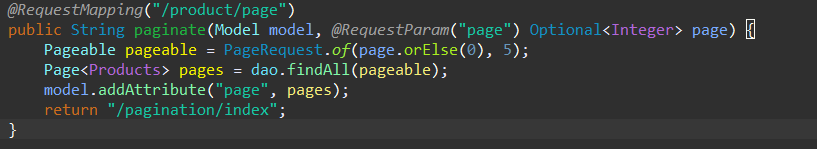 @RequestMapping("/product/page")
public String paginate(Model model, @RequestParam("page") Optional<Integer> page) {
Pageable pageable = PageRequest.of(page.orElse(0), 5);
Page<Products> pages = dao.findAll(pageable);
model.addAttribute("page", pages);
return "/pagination/index";
}